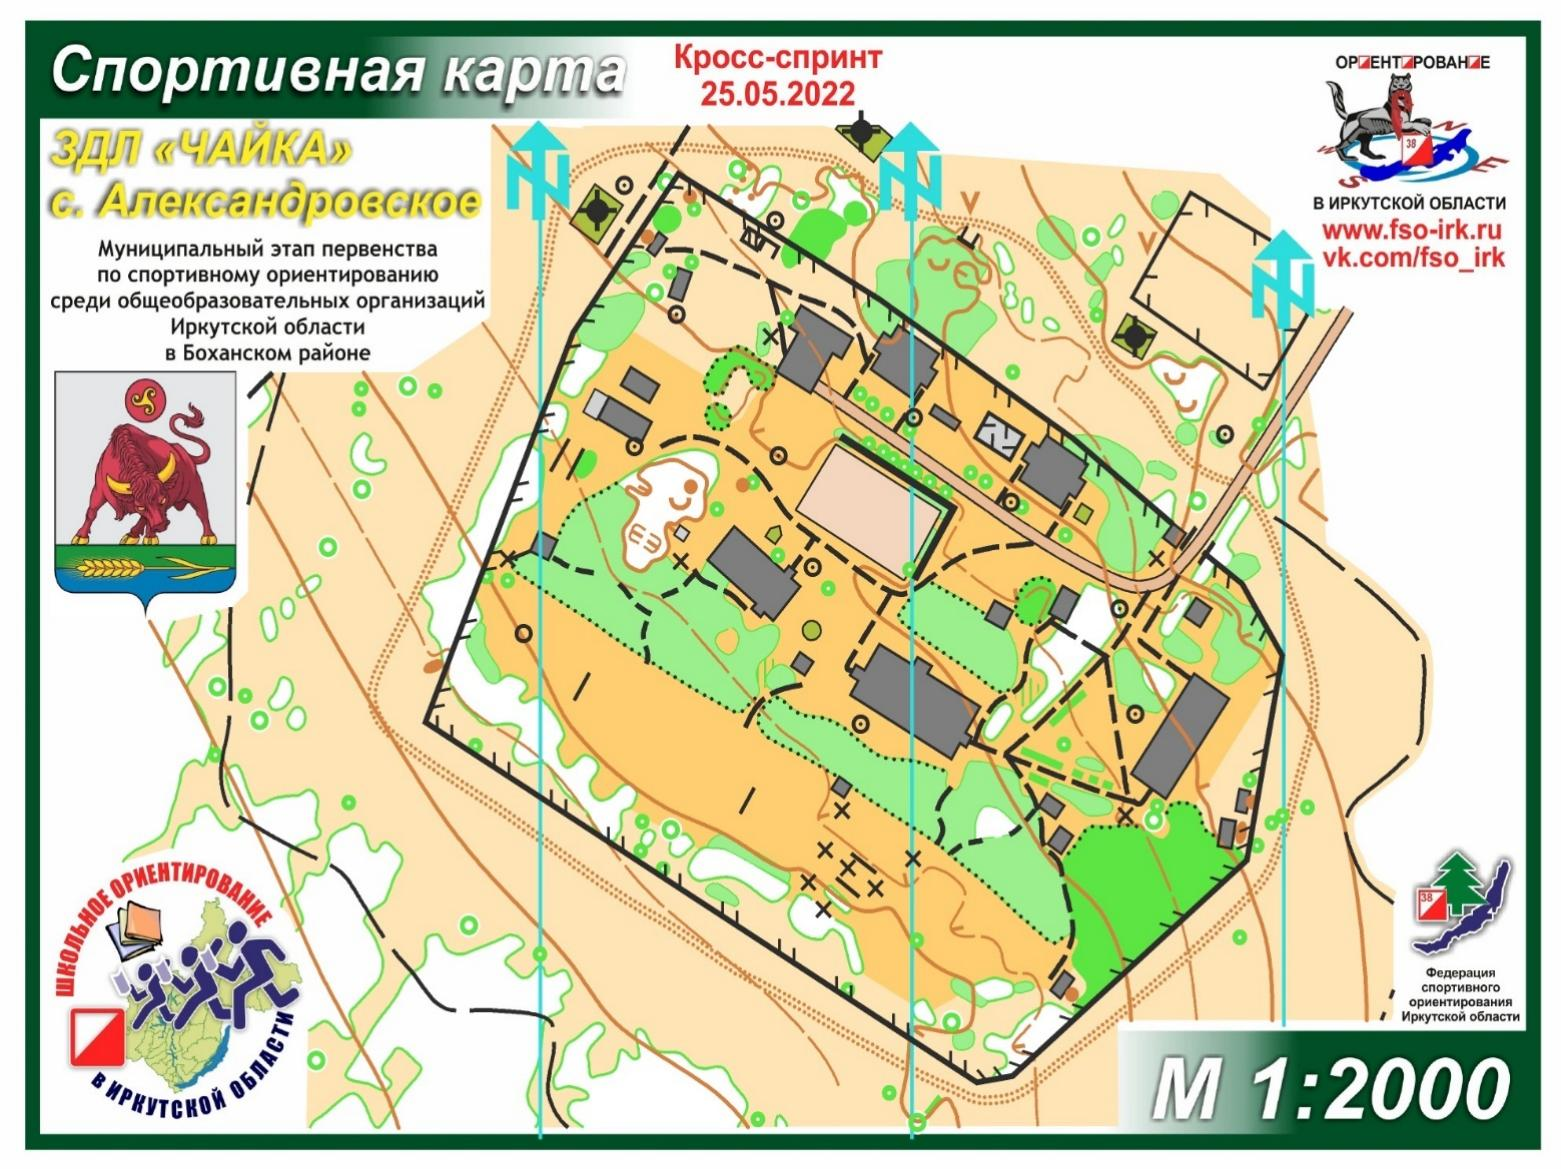 Спортивная карта
Кросс-спринт
25.05.2022
ЗДЛ «ЧАЙКА»
с. Александровское
Муниципальный этап первенства
по спортивному ориентированию
среди общеобразовательных организаций
Иркутской области
в Боханском районе
ОРИЕНТИРОВАНИЕ
38
S
E
В ИРКУТСКОЙ ОБЛАСТИ
www.fso-irk.ru
vk.com/fso_irk
ШКОЛЬНОЕ ОРИЕНТИРОВАНИЕ
В ИРКУТСКОЙ ОБЛАСТИ
38
Федерация
спортивного
ориентирования
Иркутской области
М 1:2000